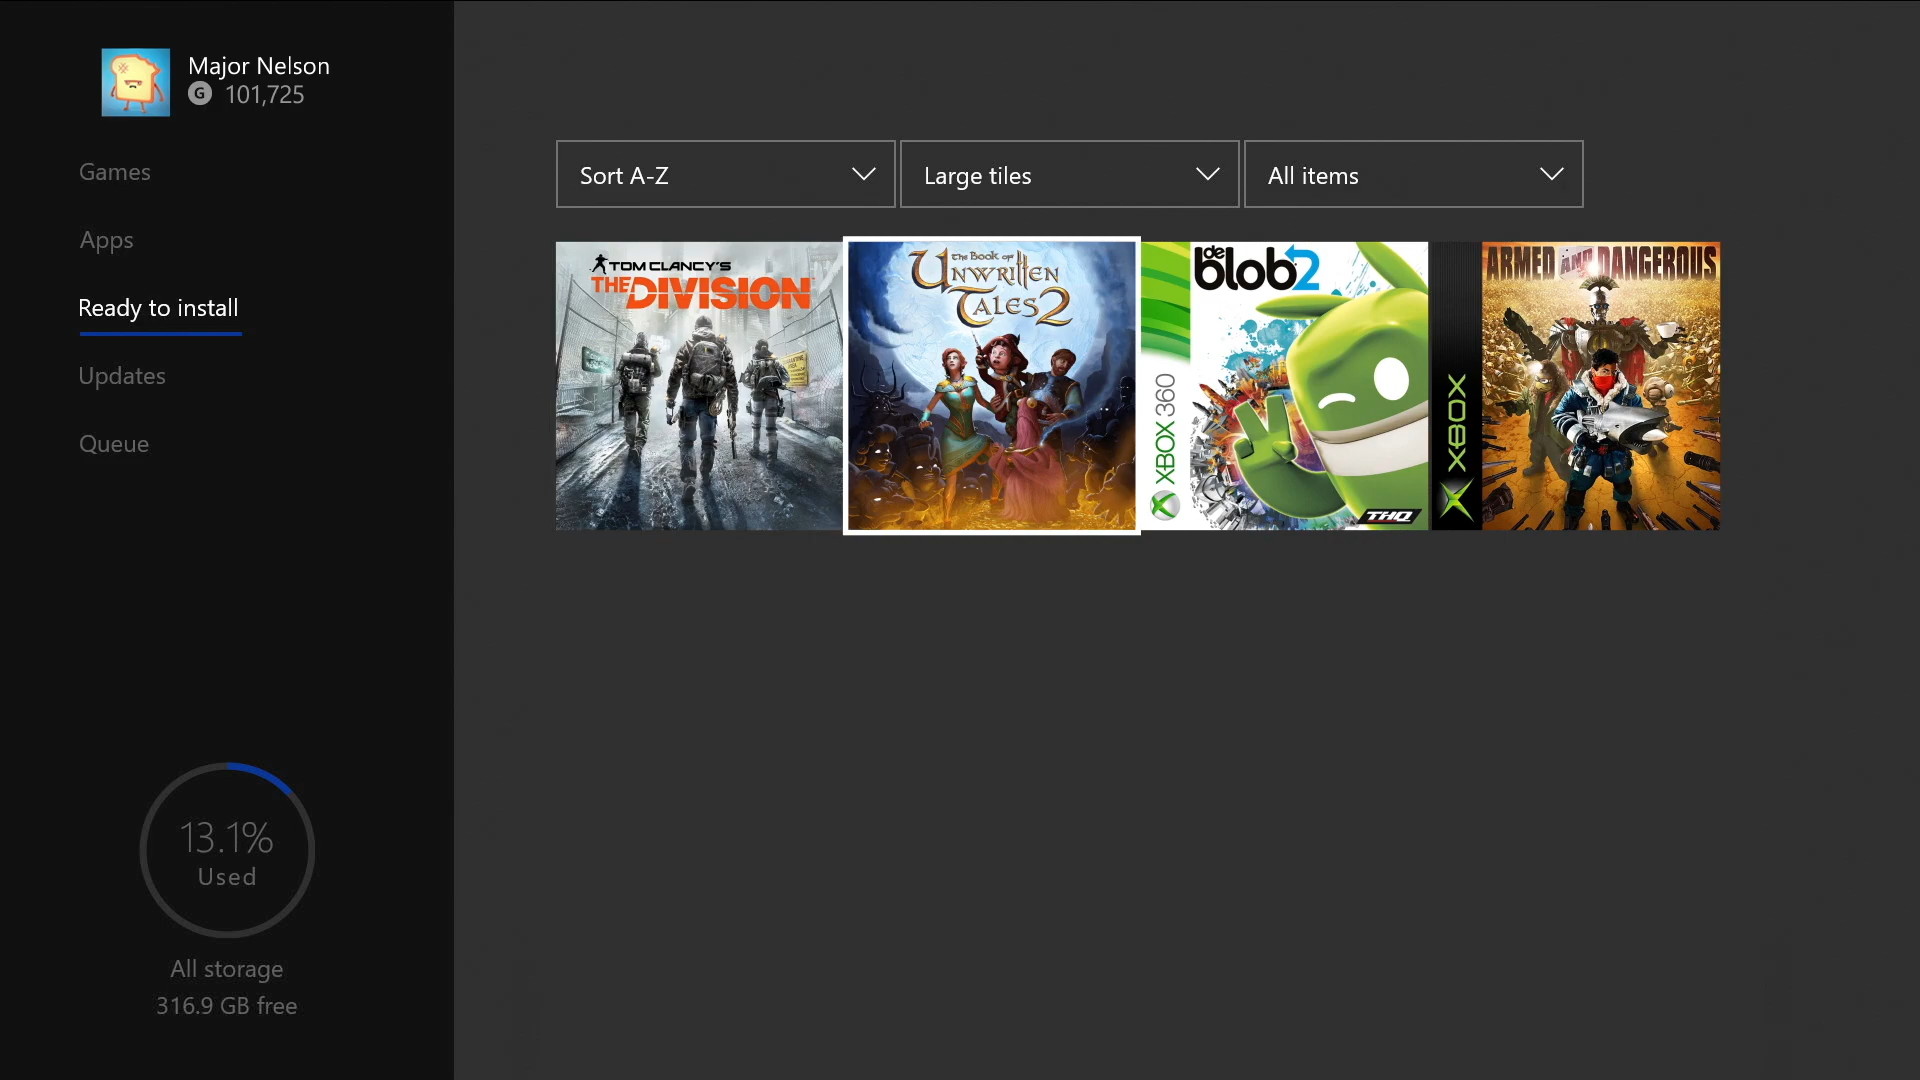 Major Nelson
G 101,725
Games
Apps
Ready to install
Updates
Queue
13.1%
Used
All storage
316.9 GB free
Sort A-Z
Large tiles
All items
TOM CLANCY'S
THE DIVISION
The Book of
Unwritten
Tales 2
XBOX 360
de
blob 2
THQ
XBOX
ARMED AND DANGEROUS